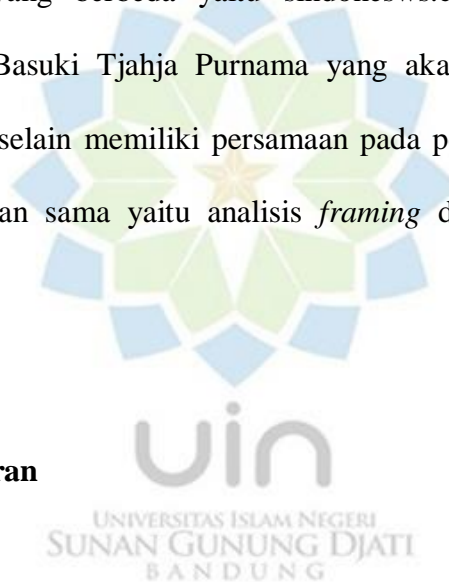 yang berbeda yaitu
Basuki Tjahja Purnama yang aka
selain memiliki persamaan pada p
an sama yaitu analisis framing d
ran
uin
UNIVERSITAS ISLAM NEGERI
SUNAN GUNUNG DJATI
BANDUNG